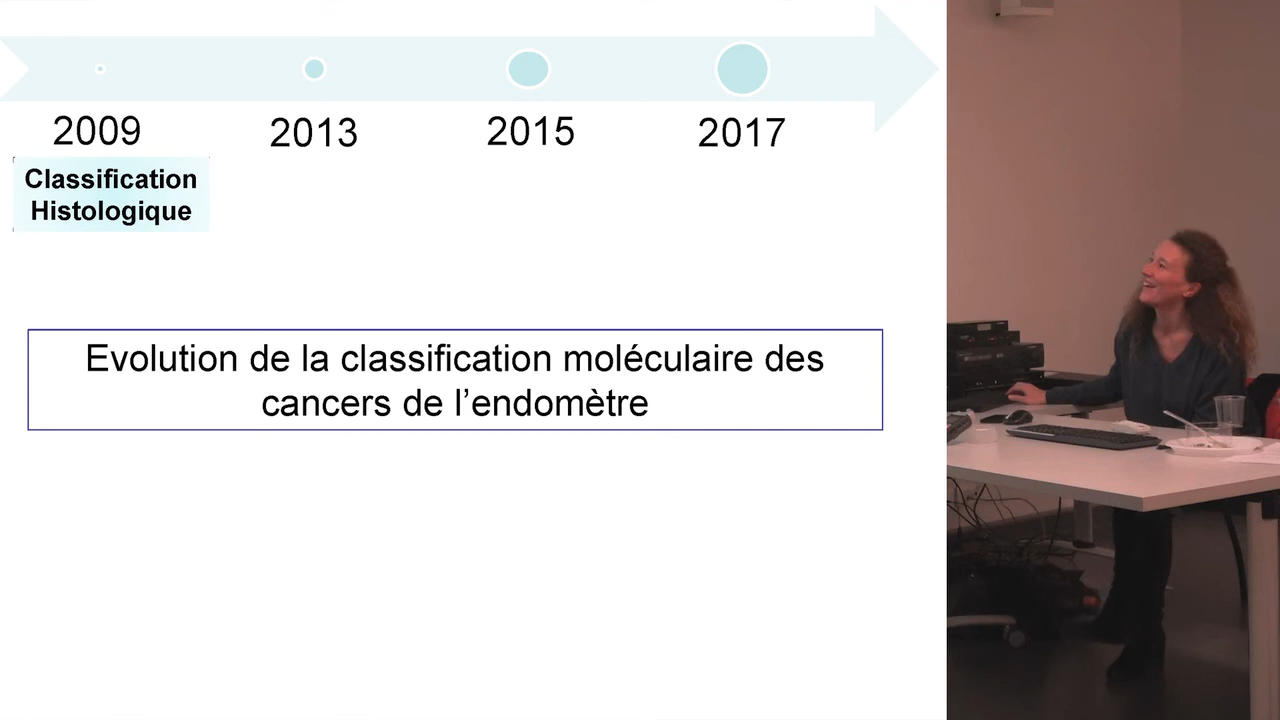 2009
2013
2015
2017
Classification
Histologique
Evolution de la classification moléculaire des
cancers de l’endomètre